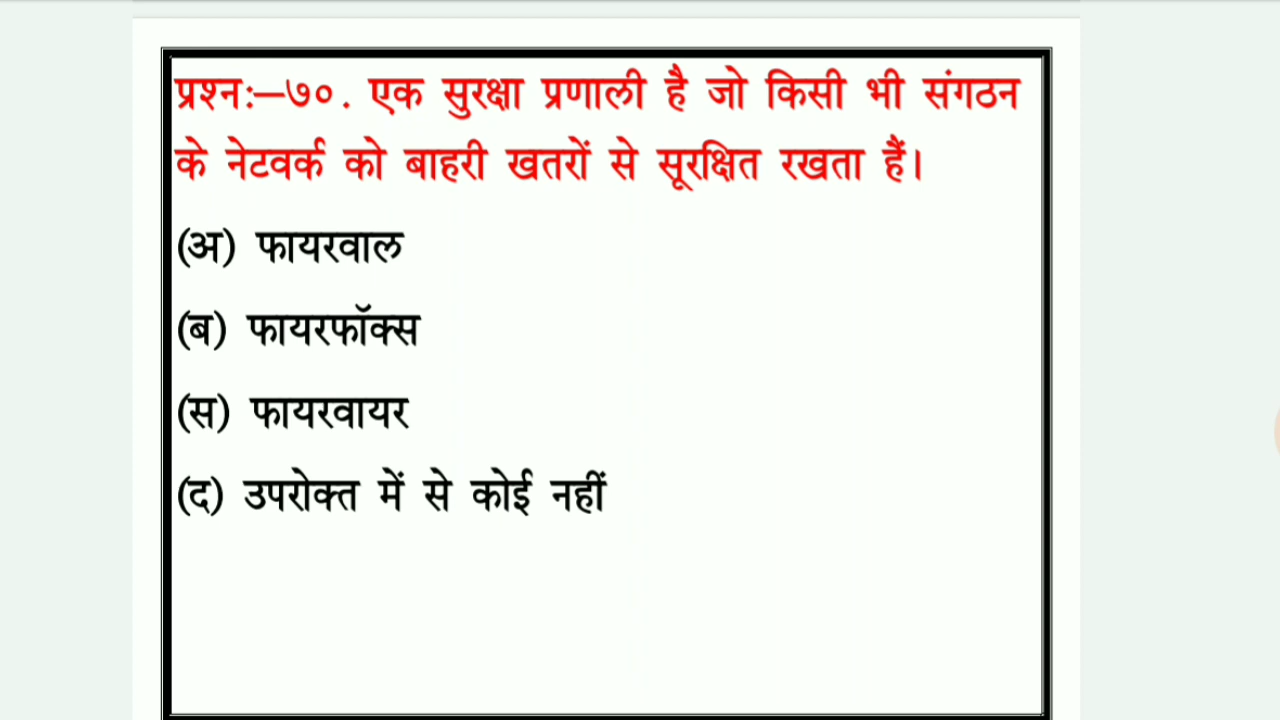 प्रश्नः—७०. एक सुरक्षा प्रणाली है जो किसी भी संगठन
के नेटवर्क को बाहरी खतरों से सूरक्षित रखता हैं।
(अ) फायरवाल
(ब) फायरफॉक्स
(स) फायरवायर
(द) उपरोक्त में से कोई नहीं